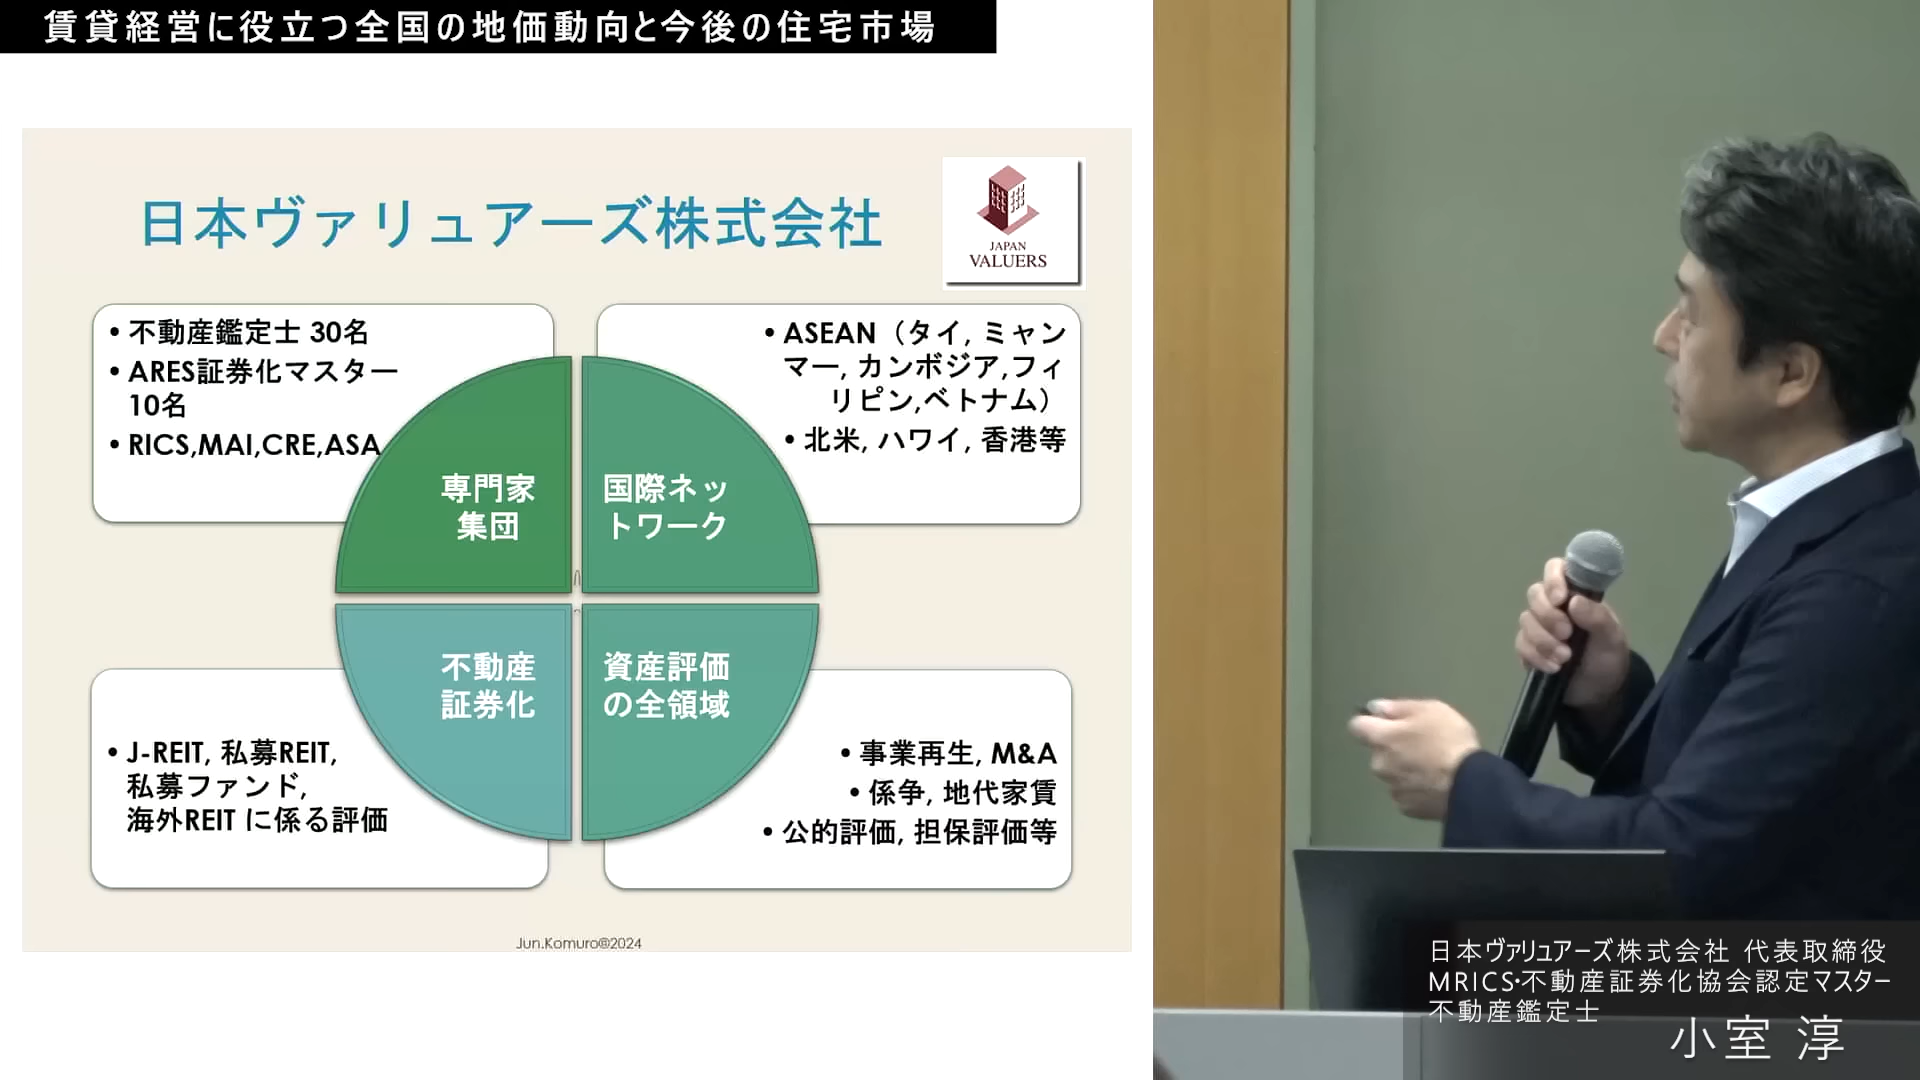 賃貸経営に役立つ全国の地価動向と今後の住宅市場
日本ヴァリュアーズ株式会社
JAPAN
VALUERS
• 不動産鑑定士 30名
• ARES証券化マスター
10名
• RICS,MAI,CRE,ASA
• ASEAN（タイ, ミャン
マー, カンボジア,フィ
リピン,ベトナム）
• 北米, ハワイ, 香港等
専門家
集団
国際ネッ
トワーク
不動産
証券化
資産評価
の全領域
• J-REIT, 私募REIT,
私募ファンド,
海外REIT に係る評価
• 事業再生, M&A
• 係争, 地代家賃
• 公的評価, 担保評価等
Jun.Komuro@2024
日本ヴァリュアーズ株式会社 代表取締役
MRICS・不動産証券化協会認定マスター
不動産鑑定士
小室 淳